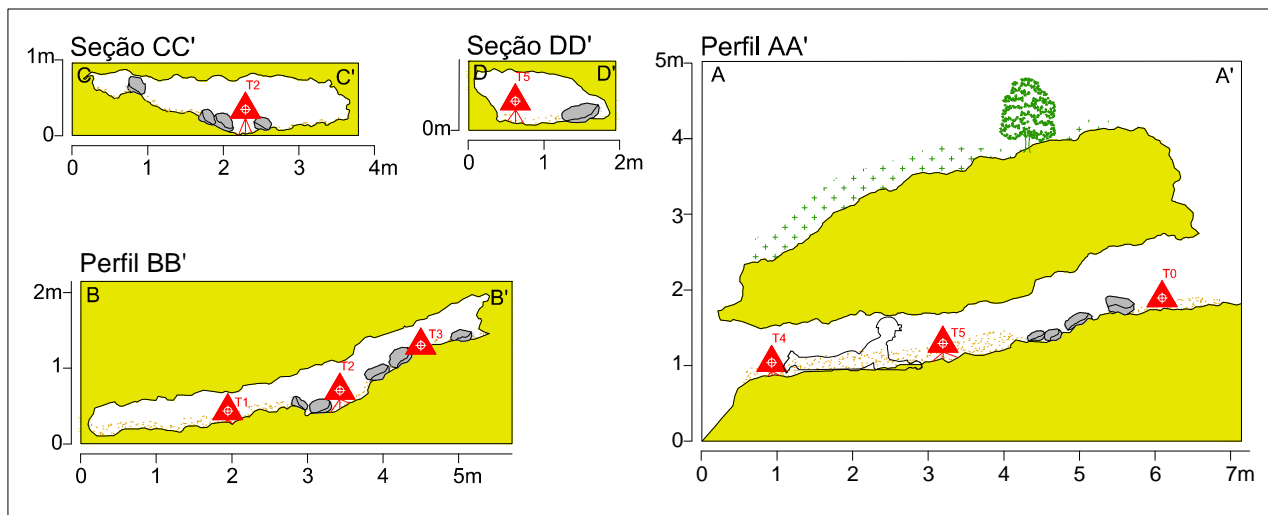 Seção CC'
1m
0
C
C'
T2
0 1 2 3 4m
Seção DD'
0m
D
D'
T5
0 1 2m
Perfil BB'
2m
1
0
B
B'
T1
T2
T3
0 1 2 3 4 5m
Perfil AA'
5m
4
3
2
1
0
A
A'
T0
T5
T4
0 1 2 3 4 5 6 7m